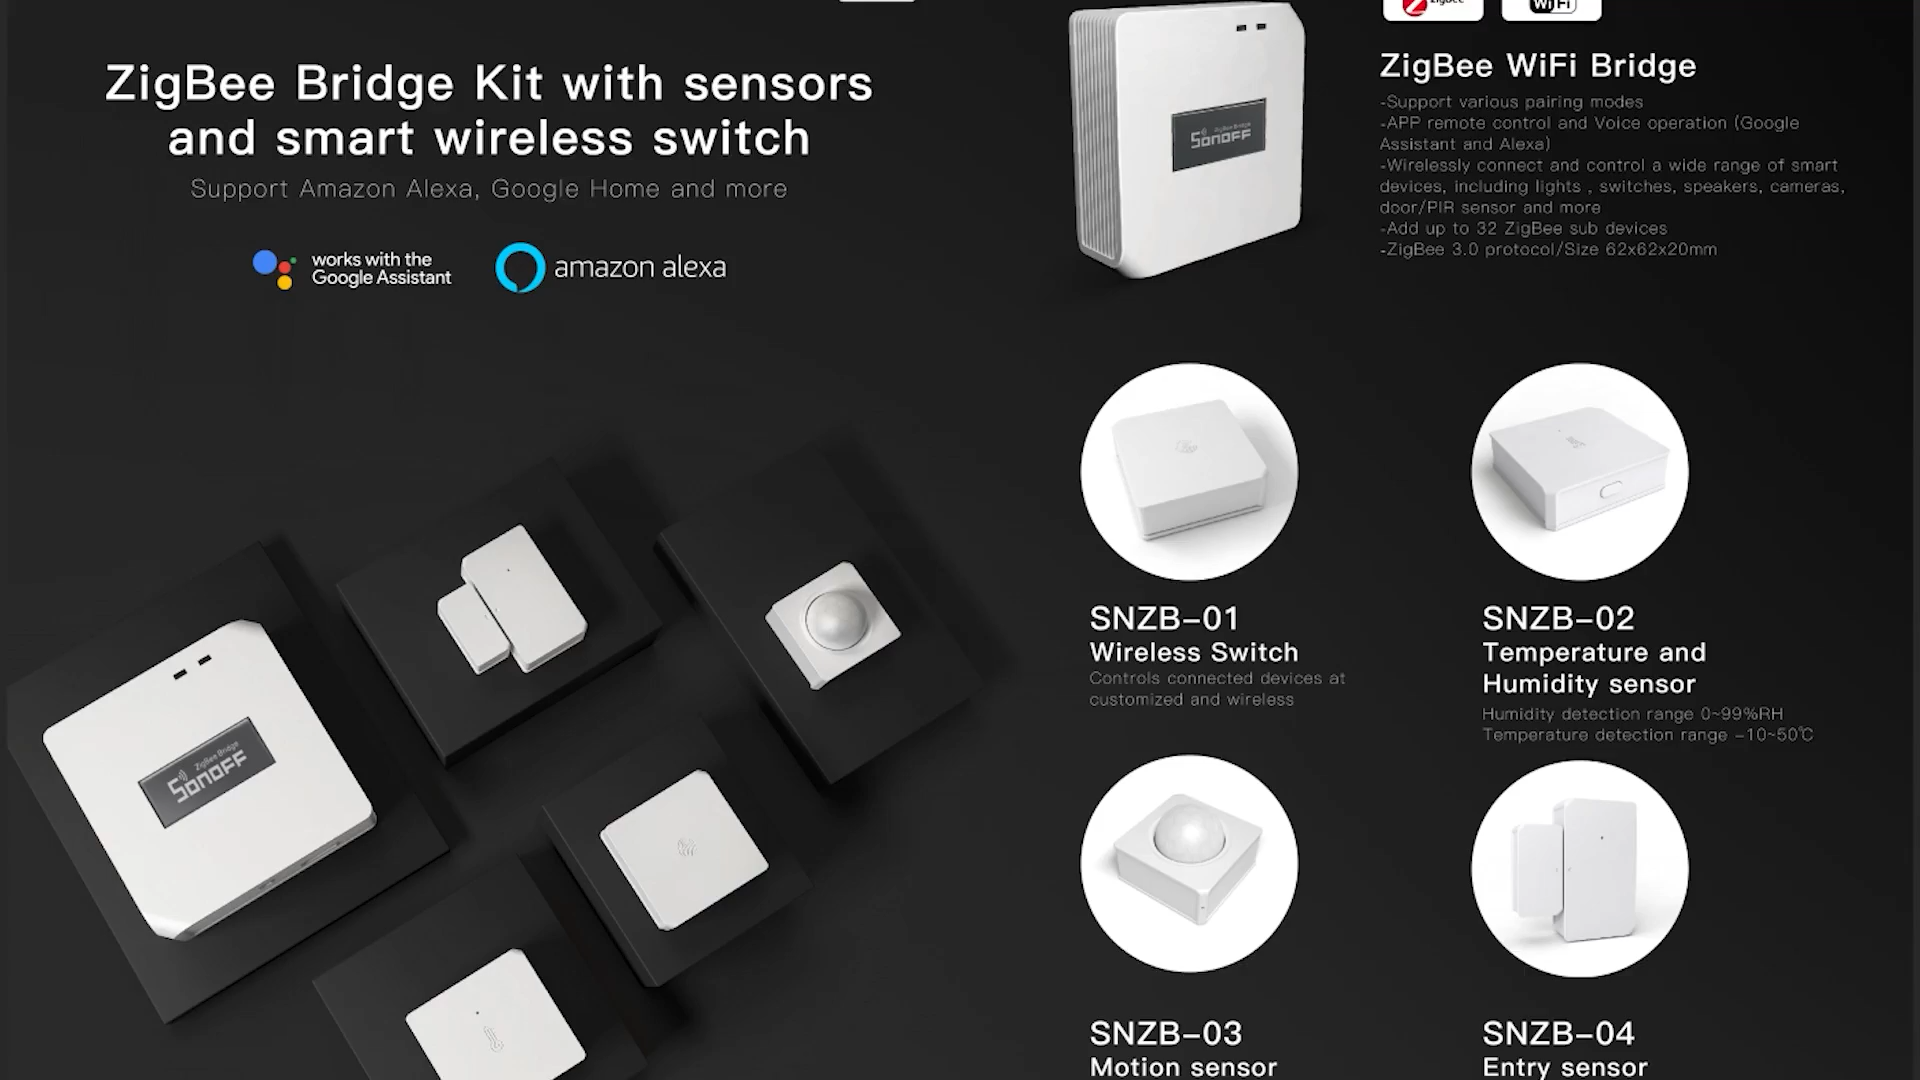 ZigBee Bridge Kit with sensors
and smart wireless switch
Support Amazon Alexa, Google Home and more
works with the
Google Assistant
amazon alexa
ZigBee Bridge
SONOFF
ZigBee Bridge
SONOFF
zigbee
WiFi
ZigBee WiFi Bridge
-Support various pairing modes
-APP remote control and Voice operation (Google
Assistant and Alexa)
-Wirelessly connect and control a wide range of smart
devices, including lights , switches, speakers, cameras,
door/PIR sensor and more
-Add up to 32 ZigBee sub devices
-ZigBee 3.0 protocol/Size 62x62x20mm
SNZB-01
Wireless Switch
Controls connected devices at
customized and wireless
SNZB-02
Temperature and
Humidity sensor
Humidity detection range 0~99%RH
Temperature detection range -10~50℃
SNZB-03
Motion sensor
SNZB-04
Entry sensor